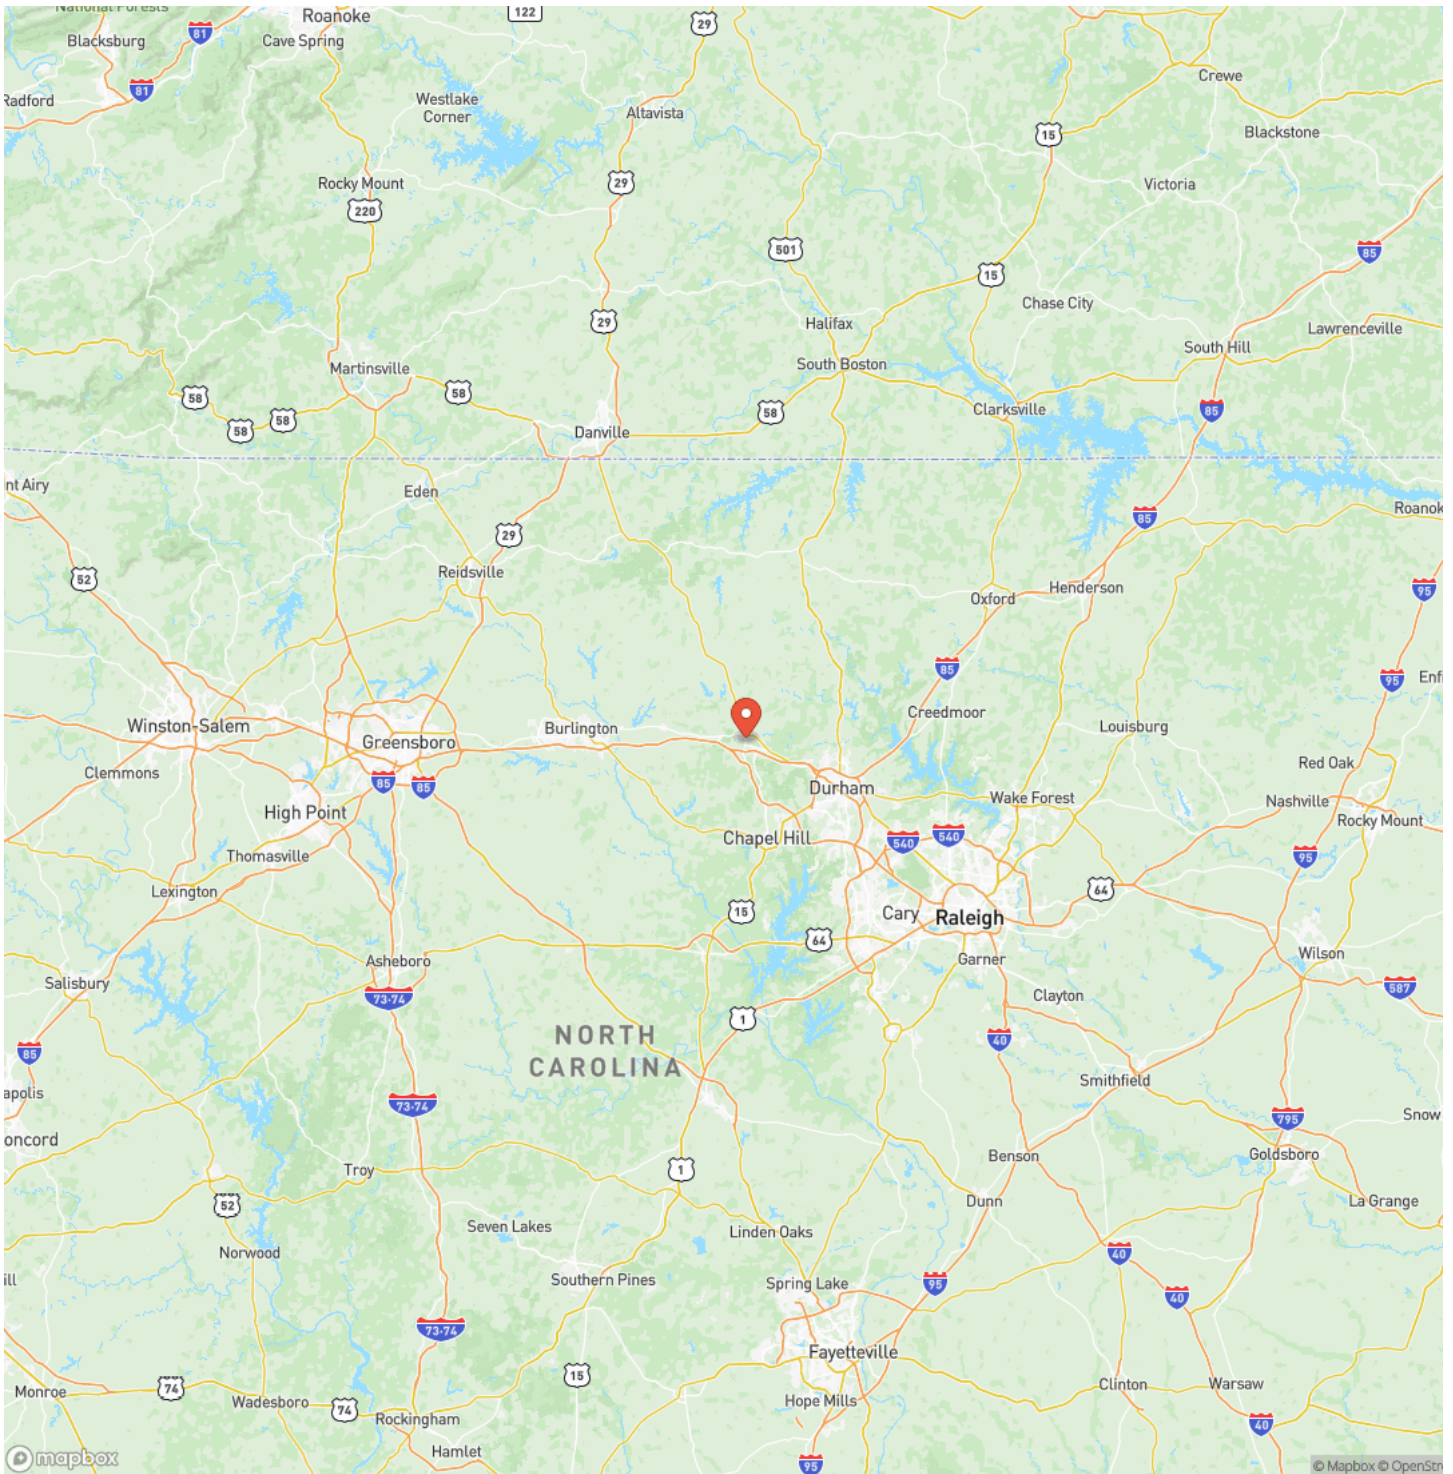 National Forests
Roanoke
122
29
81
Blacksburg
Cave Spring
Crewe
81
Radford
Westlake
Corner
Altavista
15
Blackstone
29
Rocky Mount
Victoria
220
501
85
15
Chase City
29
Halifax
Lawrenceville
South Hill
South Boston
Martinsville
58
58
58
58
58
Clarksville
85
Danville
nt Airy
Eden
Roanok
85
29
52
Reidsville
Henderson
95
Oxford
85
95
Enfi
Creedmoor
Winston-Salem
Burlington
Louisburg
Greensboro
Red Oak
Clemmons
85
85
Durham
Wake Forest
Nashville
High Point
Rocky Mount
Chapel Hill
540
540
Thomasville
95
Lexington
64
15
Cary
Raleigh
64
Wilson
Asheboro
Garner
Salisbury
73-74
Clayton
587
1
NORTH
CAROLINA
40
85
Smithfield
apolis
73-74
Snow
795
oncord
Benson
Goldsboro
Troy
1
52
Dunn
La Grange
Seven Lakes
Linden Oaks
Norwood
40
ill
Southern Pines
Spring Lake
95
40
73-74
Fayetteville
15
Monroe
74
Clinton
Warsaw
Wadesboro
74
Hope Mills
Rockingham
40
Hamlet
mapbox
95
© Mapbox © OpenStre